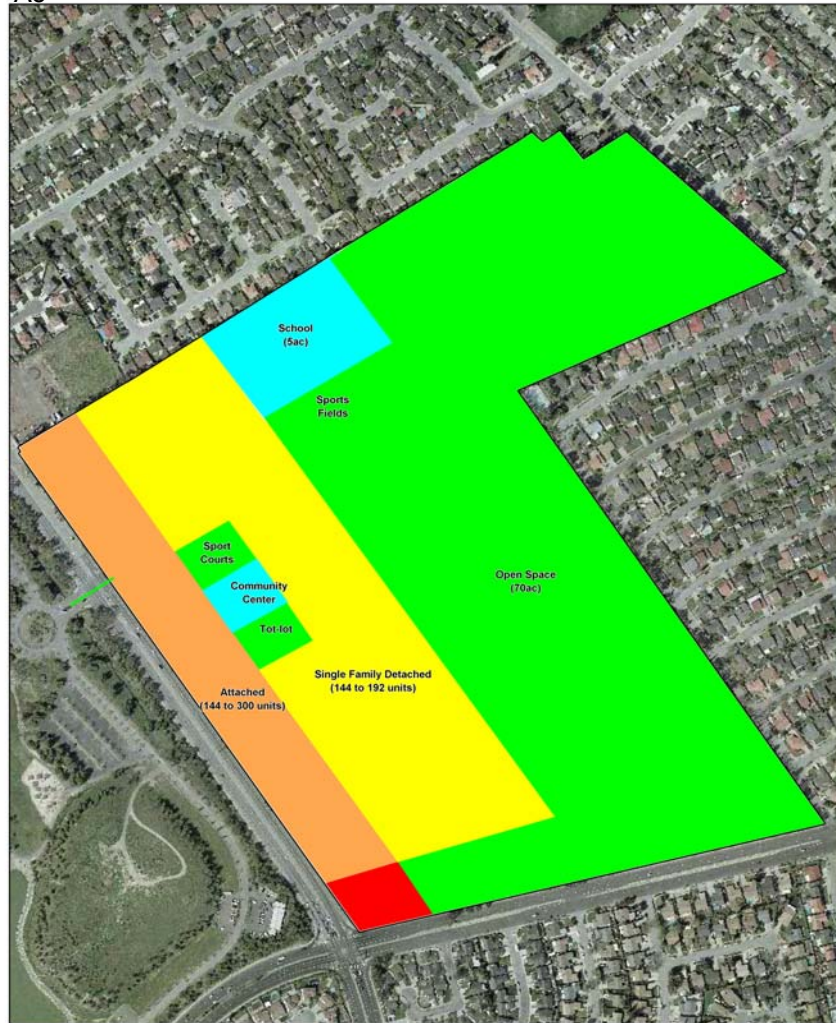 School
(5ac)
Sports
Fields
Sport
Courts
Community
Center
Tot-lot
Open Space
(70ac)
Single Family Detached
(144 to 192 units)
Attached
(144 to 300 units)